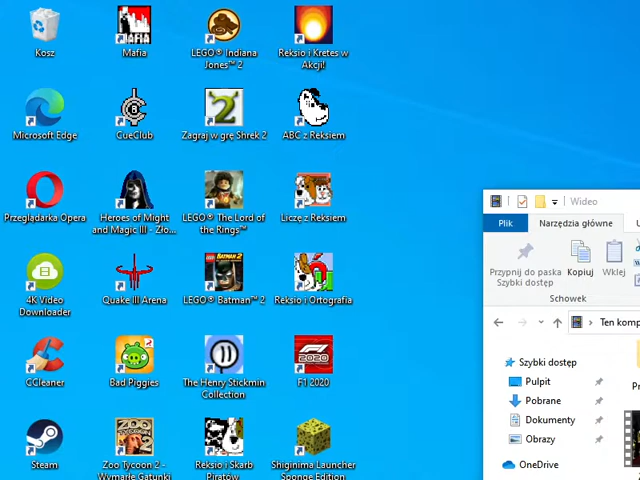 Kosz
Mafia
LEGO® Indiana
Jones™ 2
Reksio i Kretes w
Akcji!
Microsoft Edge
CueClub
Zagraj w grę Shrek 2
ABC z Reksiem
Przeglądarka Opera
Heroes of Might
and Magic III - Zło...
LEGO® The Lord of
the Rings™
Liczę z Reksiem
4K Video
Downloader
Quake III Arena
LEGO® Batman™ 2
Reksio i Ortografia
CCleaner
Bad Piggies
The Henry Stickmin
Collection
F1 2020
Steam
Zoo Tycoon 2 -
Wymarłe Gatunki
Reksio i Skarb
Piratów
Shiginima Launcher
Sponge Edition
Wideo
Plik
Narzędzia główne
Przypnij do paska
Szybki dostęp
Kopiuj
Wklej
Schowek
Ten komp
Szybki dostęp
Pulpit
Pobrane
Dokumenty
Obrazy
OneDrive